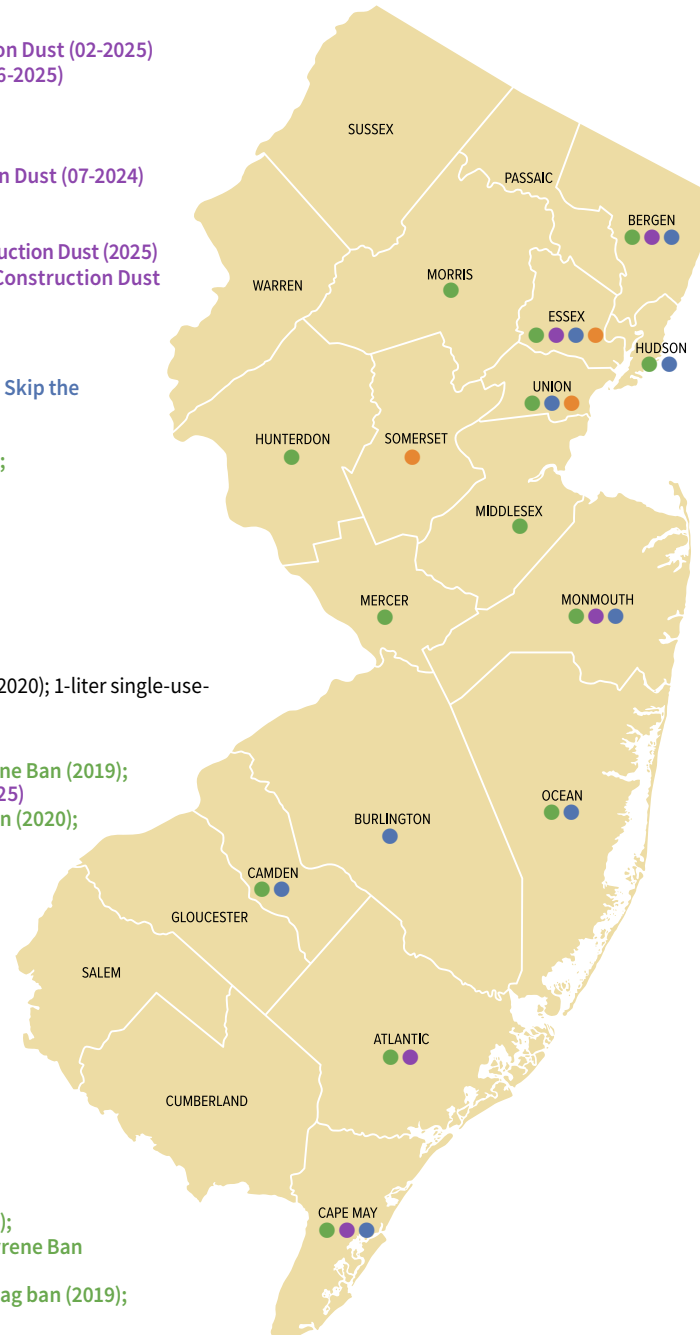 on Dust (02-2025)
6-2025)
n Dust (07-2024)
uction Dust (2025)
Construction Dust
Skip the
;
2020); 1-liter single-use-
ne Ban (2019);
25)
n (2020);
);
rene Ban
ag ban (2019);
SUSSEX
PASSAIC
BERGEN
WARREN
MORRIS
ESSEX
HUDSON
UNION
HUNTERDON
SOMERSET
MIDDLESEX
MERCER
MONMOUTH
OCEAN
BURLINGTON
CAMDEN
GLOUCESTER
SALEM
ATLANTIC
CUMBERLAND
CAPE MAY